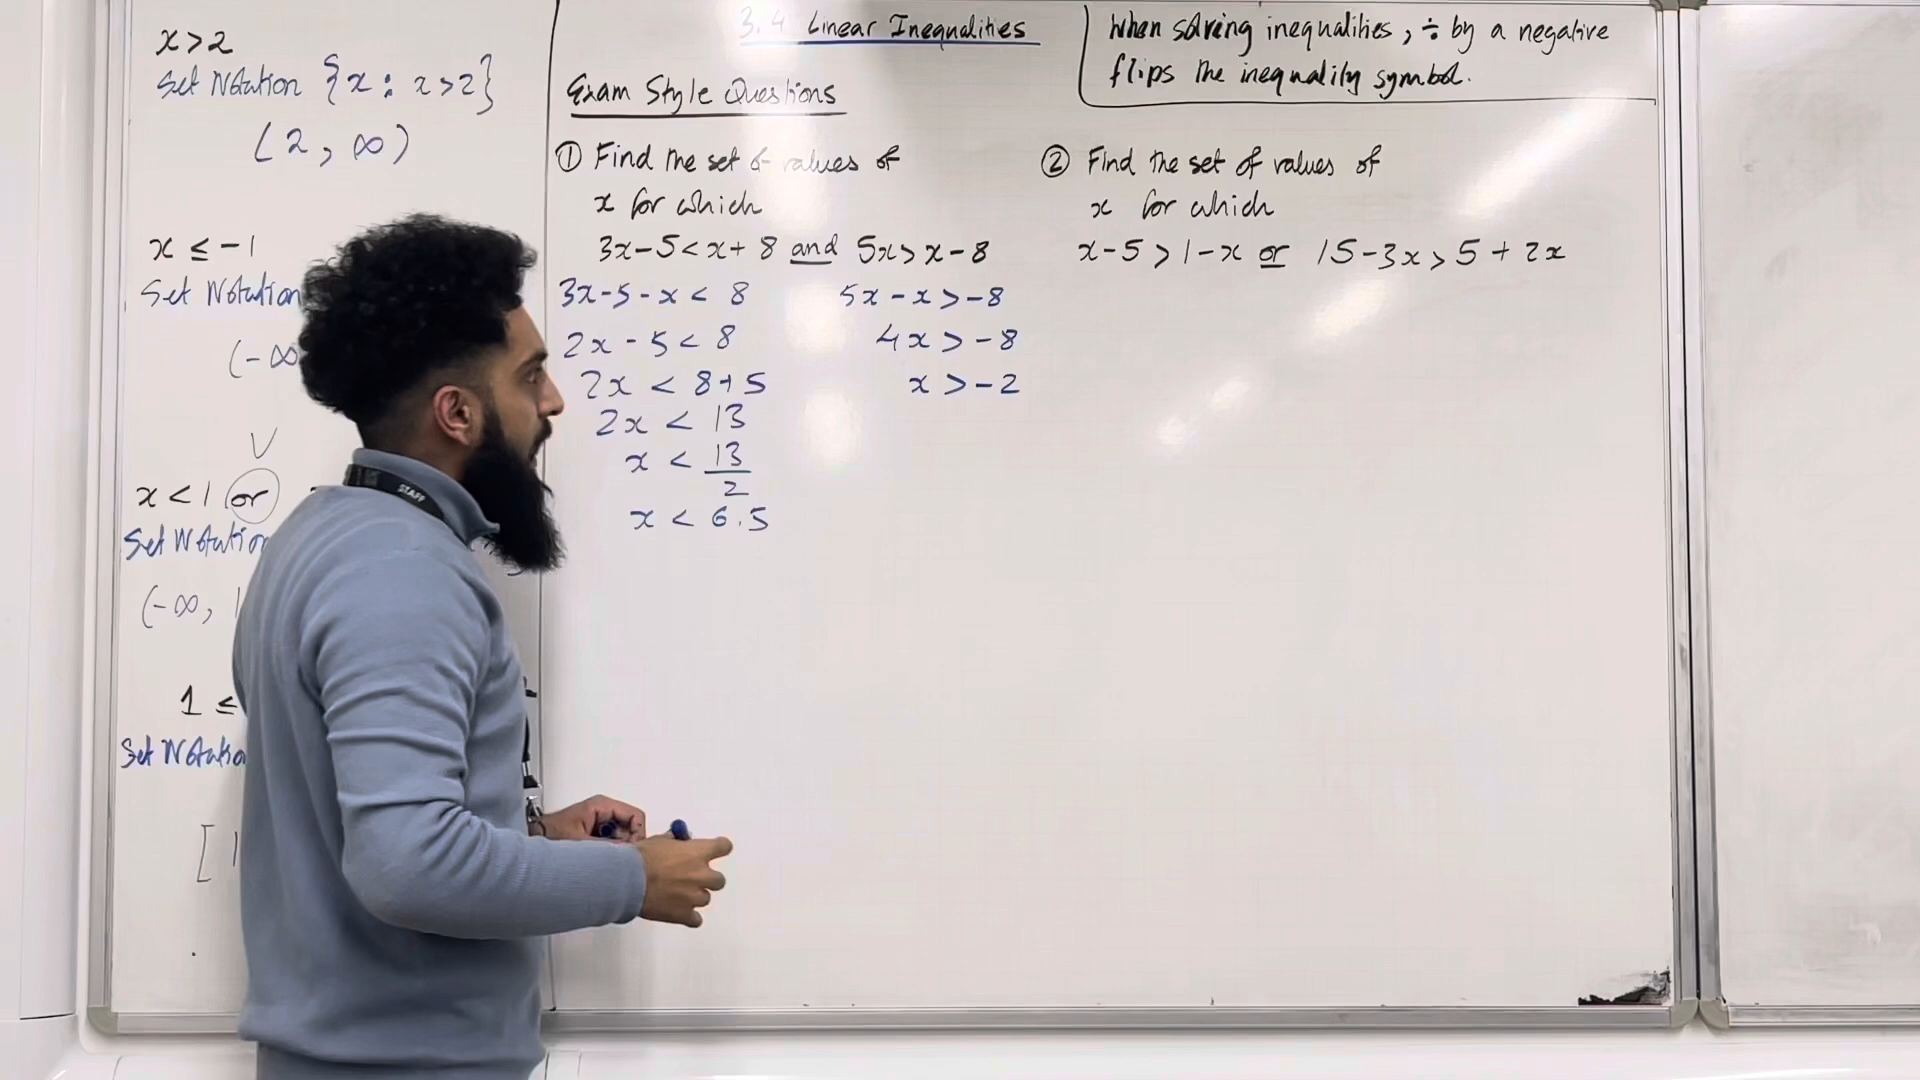 x > 2
Set Notation {x : x > 2}
(2, ∞)
x ≤ -1
Set Notation
(-∞
∪
x < 1 or
Set Notation
(-∞, 1
1 ≤
Set Notation
[1
STAFF
3.4 Linear Inequalities
When solving inequalities, ÷ by a negative
flips the inequality symbol.
Exam Style Questions
① Find the set of values of
x for which
3x - 5 < x + 8 and 5x > x - 8
3x - 5 - x < 8
2x - 5 < 8
2x < 8 + 5
2x < 13
x < 13/2
x < 6.5
5x - x > -8
4x > -8
x > -2
② Find the set of values of
x for which
x - 5 > 1 - x or 15 - 3x > 5 + 2x